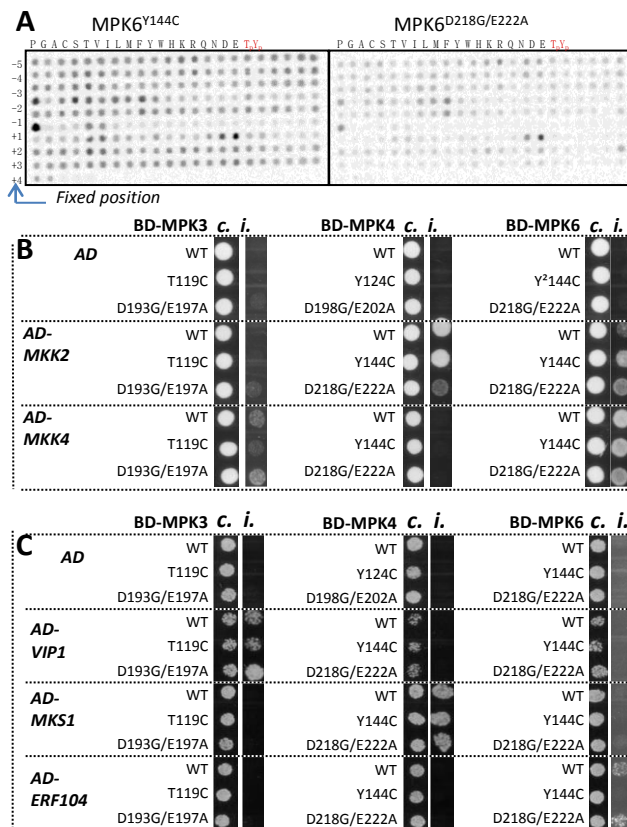 A
MPK6Y144C MPK6D218G/E222A
P G A C S T V I L M F Y W H K R Q N D E TpYp P G A C S T V I L M F Y W H K R Q N D E TpYp
-5
-4
-3
-2
-1
+1
+2
+3
+4
Fixed position
B BD-MPK3 c. i. BD-MPK4 c. i. BD-MPK6 c. i.
AD
WT WT WT
T119C Y124C Y²144C
D193G/E197A D198G/E202A D218G/E222A
AD-MKK2
WT WT WT
T119C Y144C Y144C
D193G/E197A D218G/E222A D218G/E222A
AD-MKK4
WT WT WT
T119C Y144C Y144C
D193G/E197A D218G/E222A D218G/E222A
C BD-MPK3 c. i. BD-MPK4 c. i. BD-MPK6 c. i.
AD
WT WT WT
T119C Y124C Y144C
D193G/E197A D198G/E202A D218G/E222A
AD-VIP1
WT WT WT
T119C Y144C Y144C
D193G/E197A D218G/E222A D218G/E222A
AD-MKS1
WT WT WT
T119C Y144C Y144C
D193G/E197A D218G/E222A D218G/E222A
AD-ERF104
WT WT WT
T119C Y144C Y144C
D193G/E197A D218G/E222A D218G/E222A